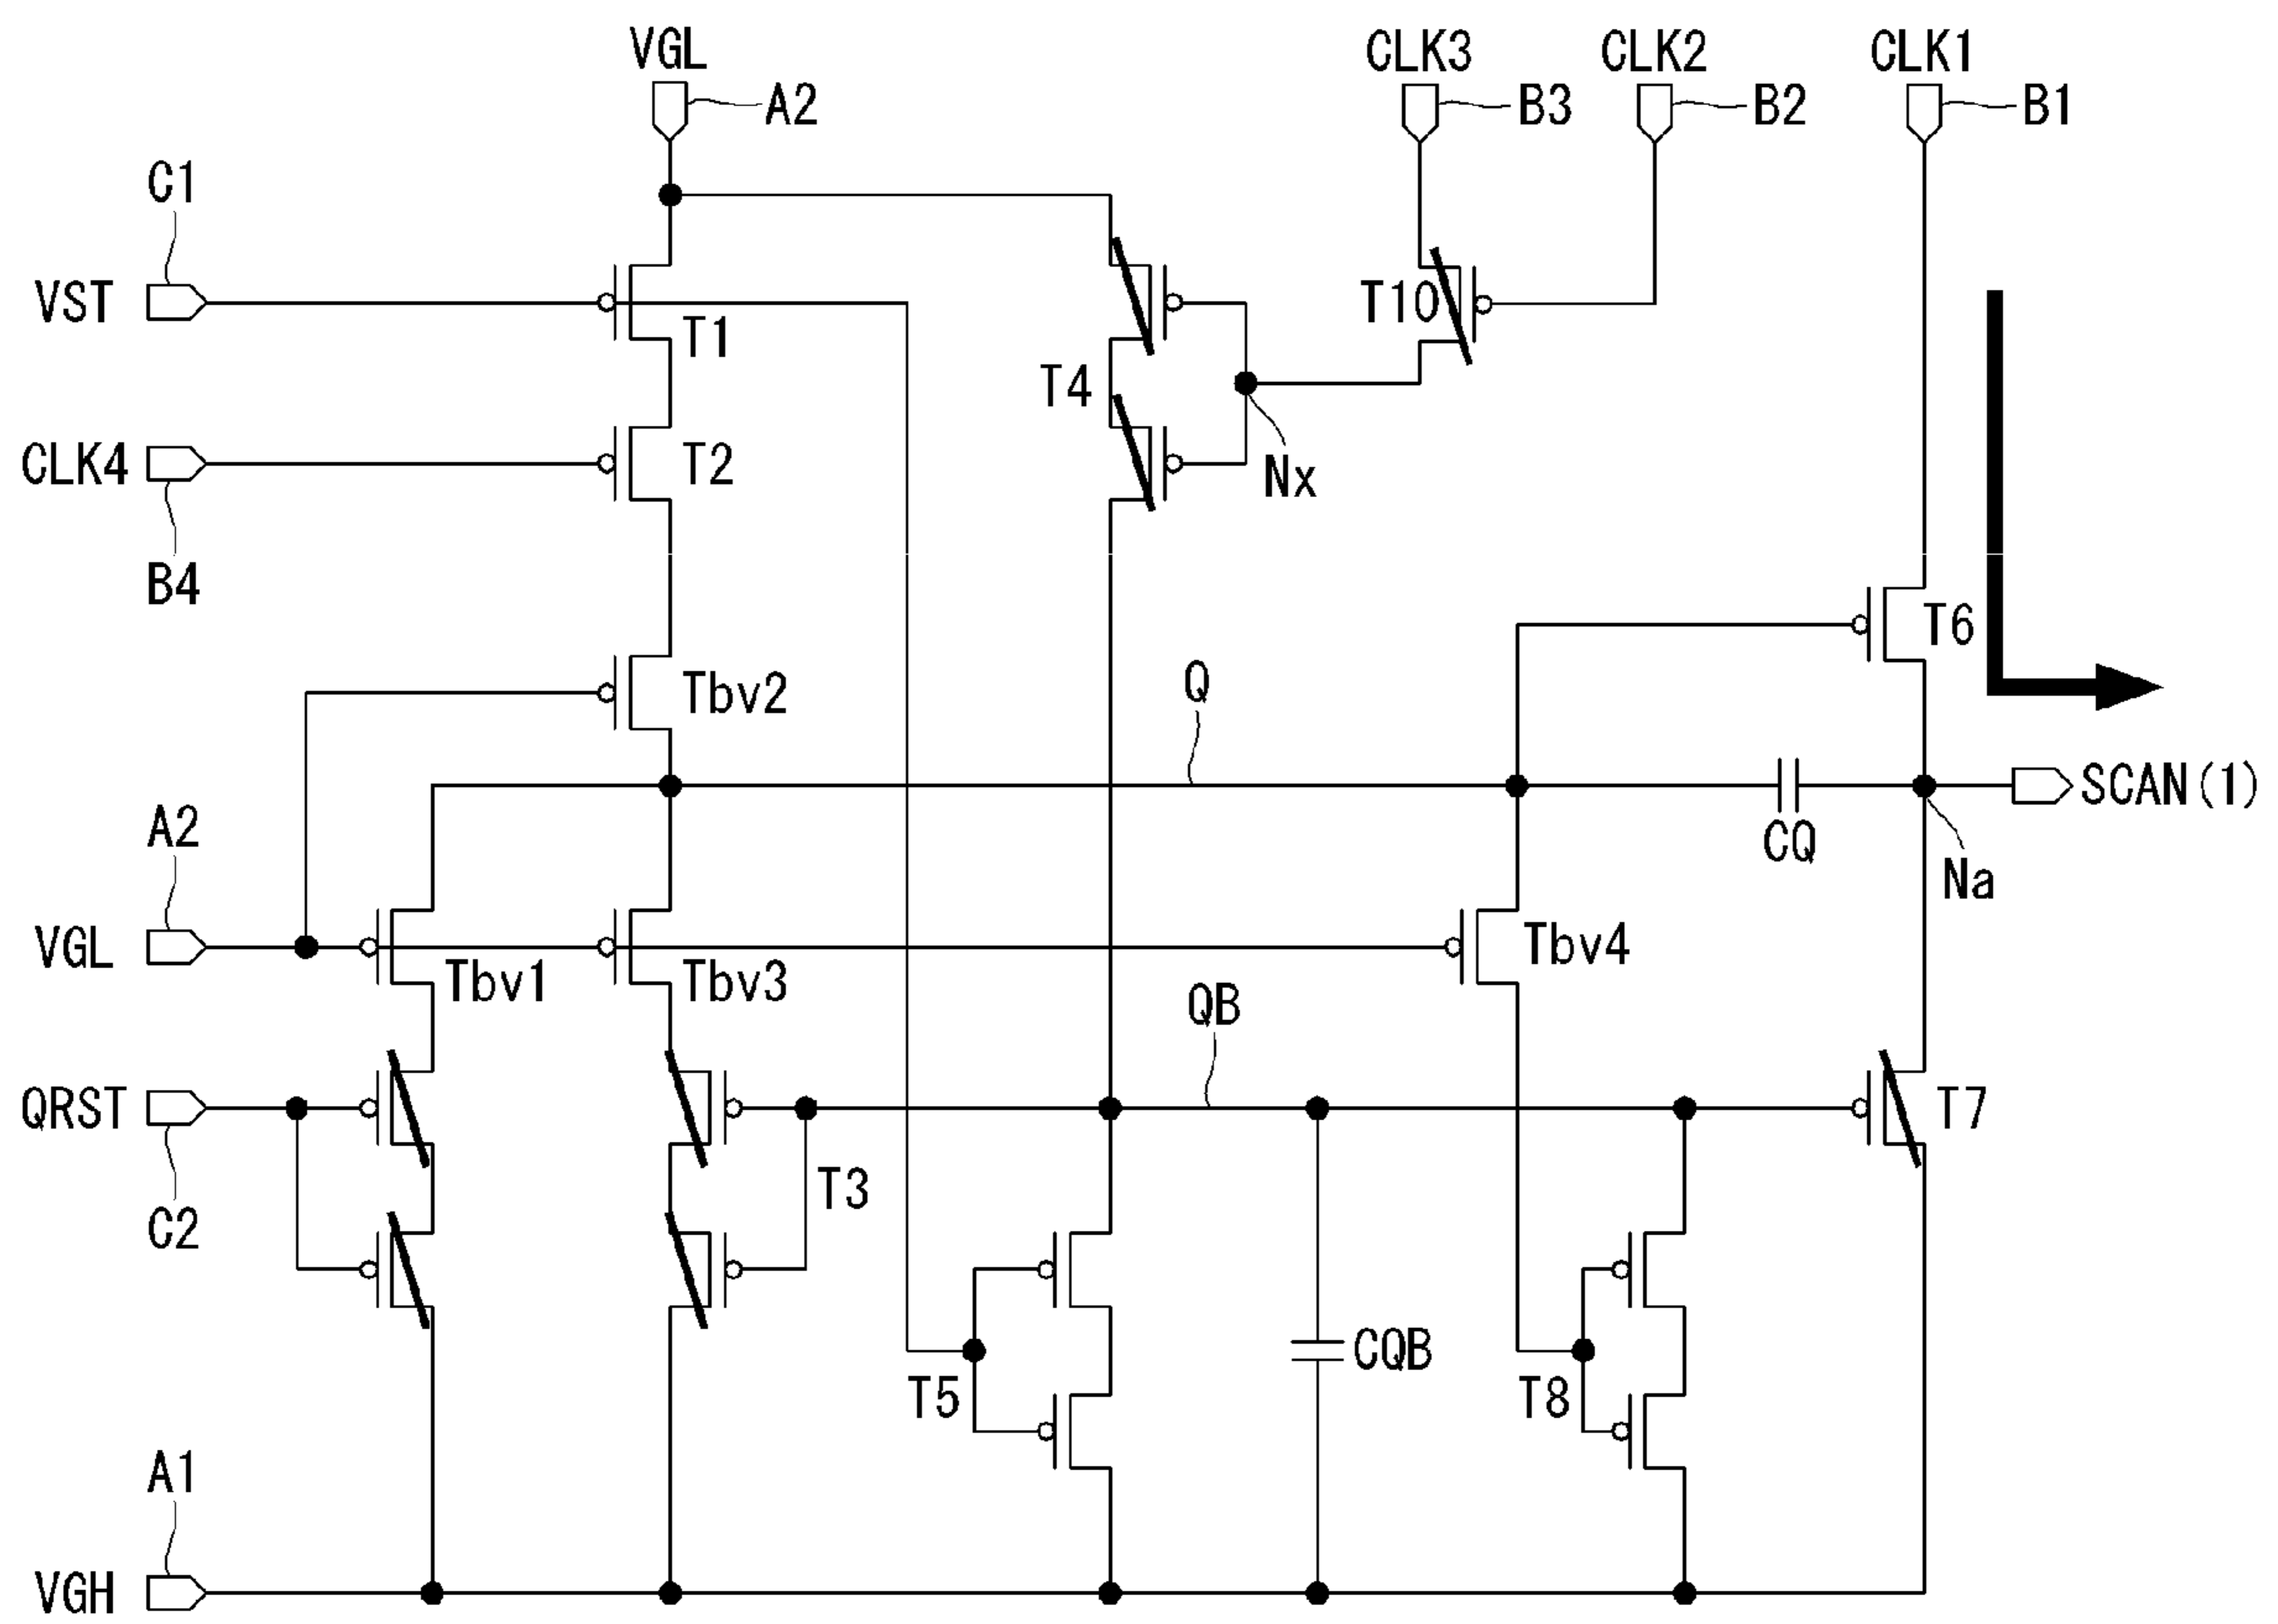 VGL
CLK3
CLK2
CLK1
A2
B3
B2
B1
C1
VST
T1
T10
T4
CLK4
T2
Nx
B4
T6
Tbv2
Q
SCAN(1)
A2
CQ
Na
VGL
Tbv1
Tbv3
Tbv4
QB
QRST
T7
T3
C2
CQB
T5
T8
A1
VGH